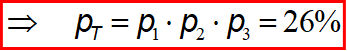 ⇒ p_T = p_1 · p_2 · p_3 = 26%